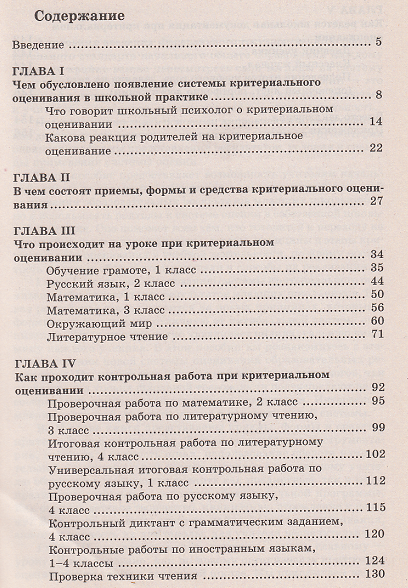 Содержание
Введение 5
ГЛАВА I
Чем обусловлено появление системы критериального
оценивания в школьной практике 8
Что говорит школьный психолог о критериальном
оценивании 14
Какова реакция родителей на критериальное
оценивание 22
ГЛАВА II
В чем состоят приемы, формы и средства критериального оцени-
вания 27
ГЛАВА III
Что происходит на уроке при критериальном
оценивании 34
Обучение грамоте, 1 класс 35
Русский язык, 2 класс 44
Математика, 1 класс 50
Математика, 3 класс 56
Окружающий мир 60
Литературное чтение 71
ГЛАВА IV
Как проходит контрольная работа при критериальном
оценивании 92
Проверочная работа по математике, 2 класс 95
Проверочная работа по литературному чтению,
3 класс 99
Итоговая контрольная работа по литературному
чтению, 4 класс 102
Универсальная итоговая контрольная работа по
русскому языку, 1 класс 112
Проверочная работа по русскому языку,
4 класс 115
Контрольный диктант с грамматическим заданием,
4 класс 120
Контрольные работы по иностранным языкам,
1–4 классы 124
Проверка техники чтения 130